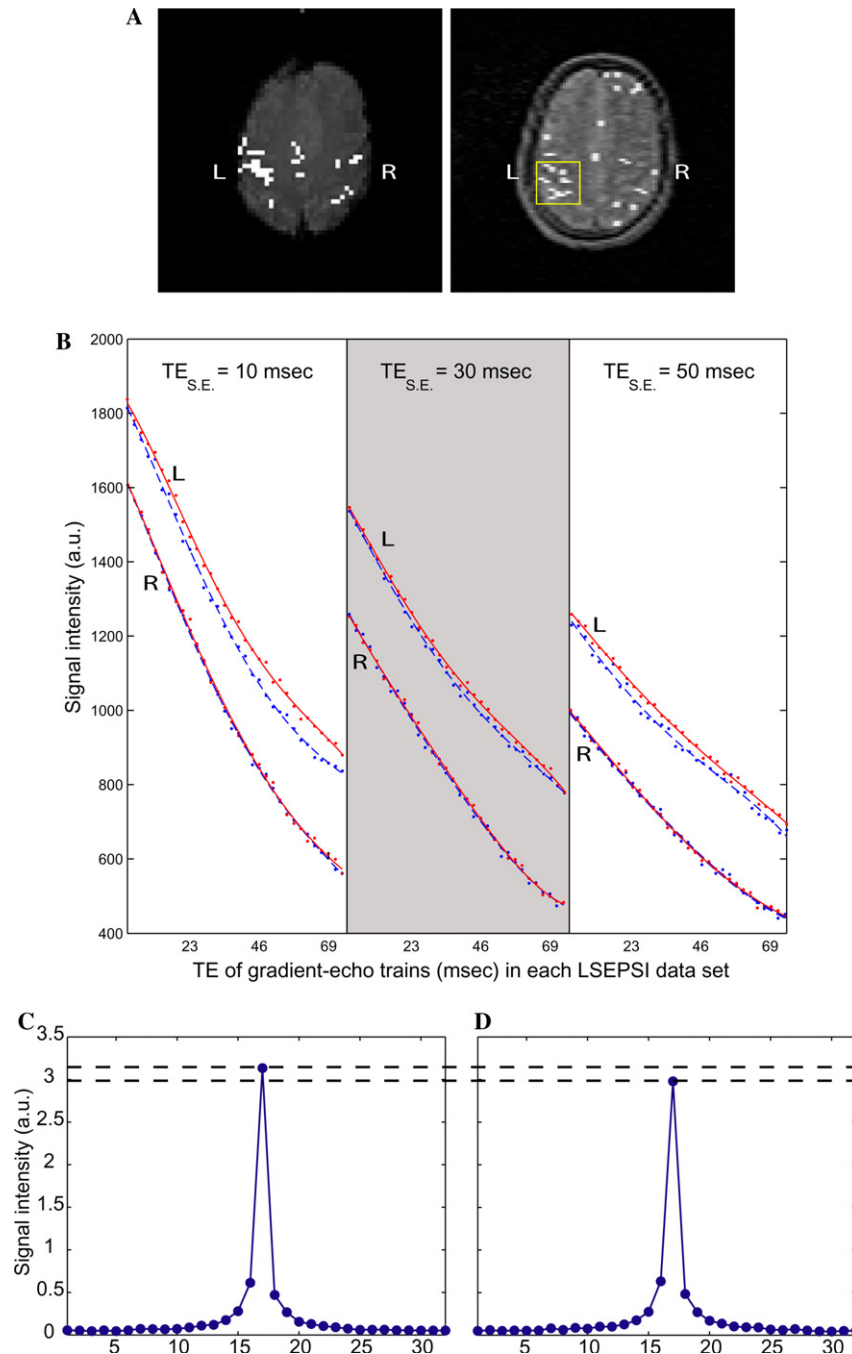 A
L R L R
B
2000
1800
1600
1400
1200
1000
800
600
400
Signal intensity (a.u.)
TE S.E. = 10 msec TE S.E. = 30 msec TE S.E. = 50 msec
L L L
R R R
23 46 69 23 46 69 23 46 69
TE of gradient-echo trains (msec) in each LSEPSI data set
C D
3.5
3
2.5
2
1.5
1
0.5
0
Signal intensity (a.u.)
5 10 15 20 25 30 5 10 15 20 25 30